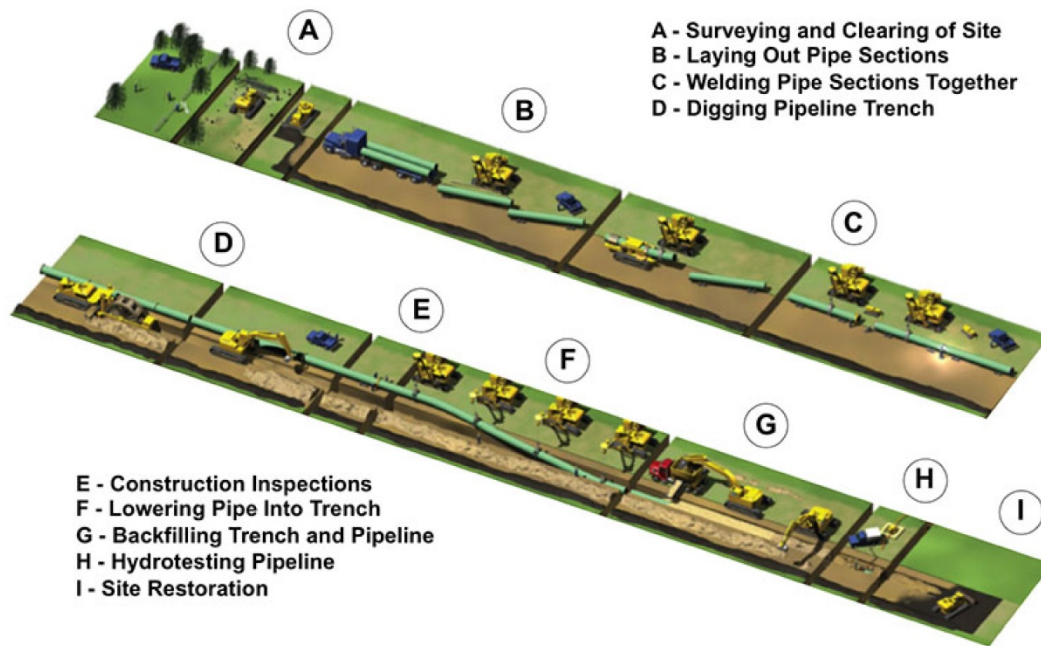 A
A - Surveying and Clearing of Site
B - Laying Out Pipe Sections
C - Welding Pipe Sections Together
D - Digging Pipeline Trench
B
C
D
E
F
G
H
I
E - Construction Inspections
F - Lowering Pipe Into Trench
G - Backfilling Trench and Pipeline
H - Hydrotesting Pipeline
I - Site Restoration